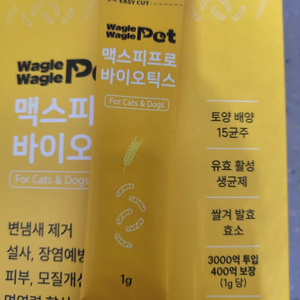 EASY CUT
Wagle
Wagle Pet
맥스피프로
바이오틱스
For Cats & Dogs
1g
Wagle
Wagle Pe
맥스피
바이오
For Cats & D
변냄새 제거
설사, 장염예방
피부, 모질개선
토양 배양
15균주
유효 활성
생균제
쌀겨 발효
효소
3000억 투입
400억 보장
(1g 당)